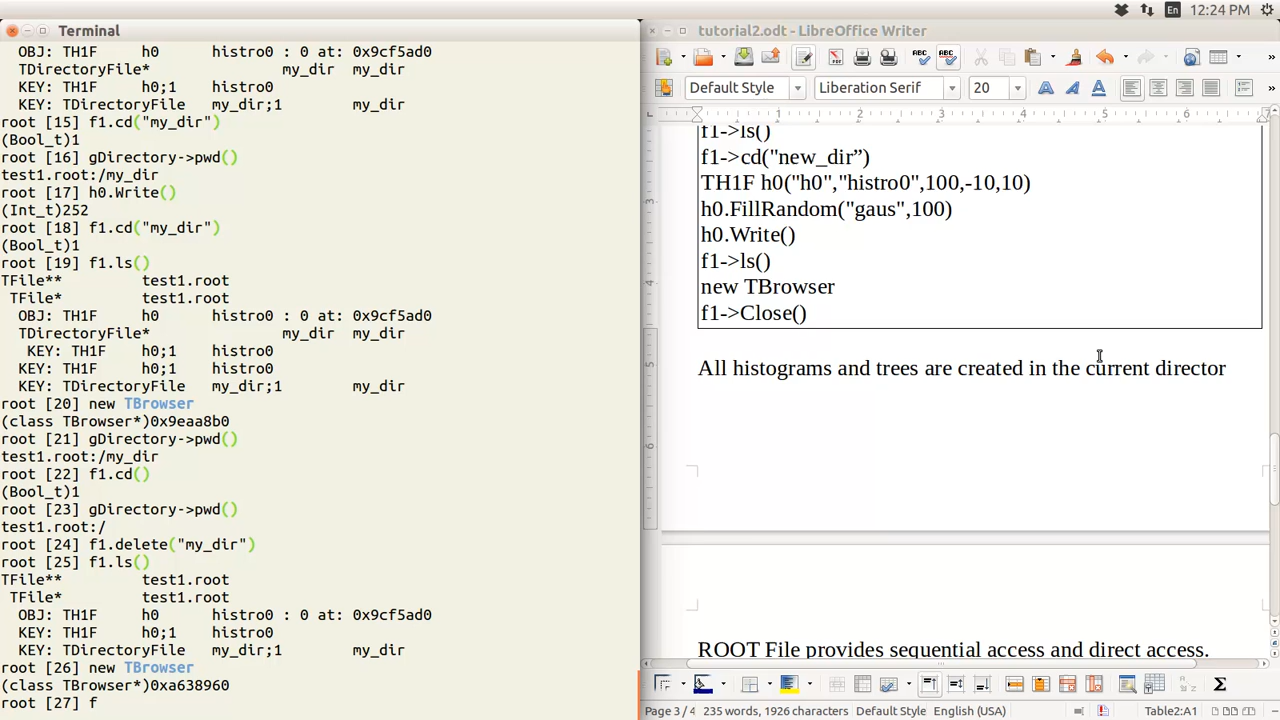 En 12:24 PM
Terminal
OBJ: TH1F h0 histro0 : 0 at: 0x9cf5ad0
TDirectoryFile* my_dir my_dir
KEY: TH1F h0;1 histro0
KEY: TDirectoryFile my_dir;1 my_dir
root [15] f1.cd("my_dir")
(Bool_t)1
root [16] gDirectory->pwd()
test1.root:/my_dir
root [17] h0.Write()
(Int_t)252
root [18] f1.cd("my_dir")
(Bool_t)1
root [19] f1.ls()
TFile** test1.root
TFile* test1.root
OBJ: TH1F h0 histro0 : 0 at: 0x9cf5ad0
TDirectoryFile* my_dir my_dir
KEY: TH1F h0;1 histro0
KEY: TH1F h0;1 histro0
KEY: TDirectoryFile my_dir;1 my_dir
root [20] new TBrowser
(class TBrowser*)0x9eaa8b0
root [21] gDirectory->pwd()
test1.root:/my_dir
root [22] f1.cd()
(Bool_t)1
root [23] gDirectory->pwd()
test1.root:/
root [24] f1.delete("my_dir")
root [25] f1.ls()
TFile** test1.root
TFile* test1.root
OBJ: TH1F h0 histro0 : 0 at: 0x9cf5ad0
KEY: TH1F h0;1 histro0
KEY: TDirectoryFile my_dir;1 my_dir
root [26] new TBrowser
(class TBrowser*)0xa638960
root [27] f
tutorial2.odt - LibreOffice Writer
Default Style Liberation Serif 20
1 2 3 4 5 6 7
f1->ls()
f1->cd("new_dir”)
TH1F h0("h0","histro0",100,-10,10)
h0.FillRandom("gaus",100)
h0.Write()
f1->ls()
new TBrowser
f1->Close()
All histograms and trees are created in the current director
ROOT File provides sequential access and direct access.
Page 3 / 4 235 words, 1926 characters Default Style English (USA) Table2:A1